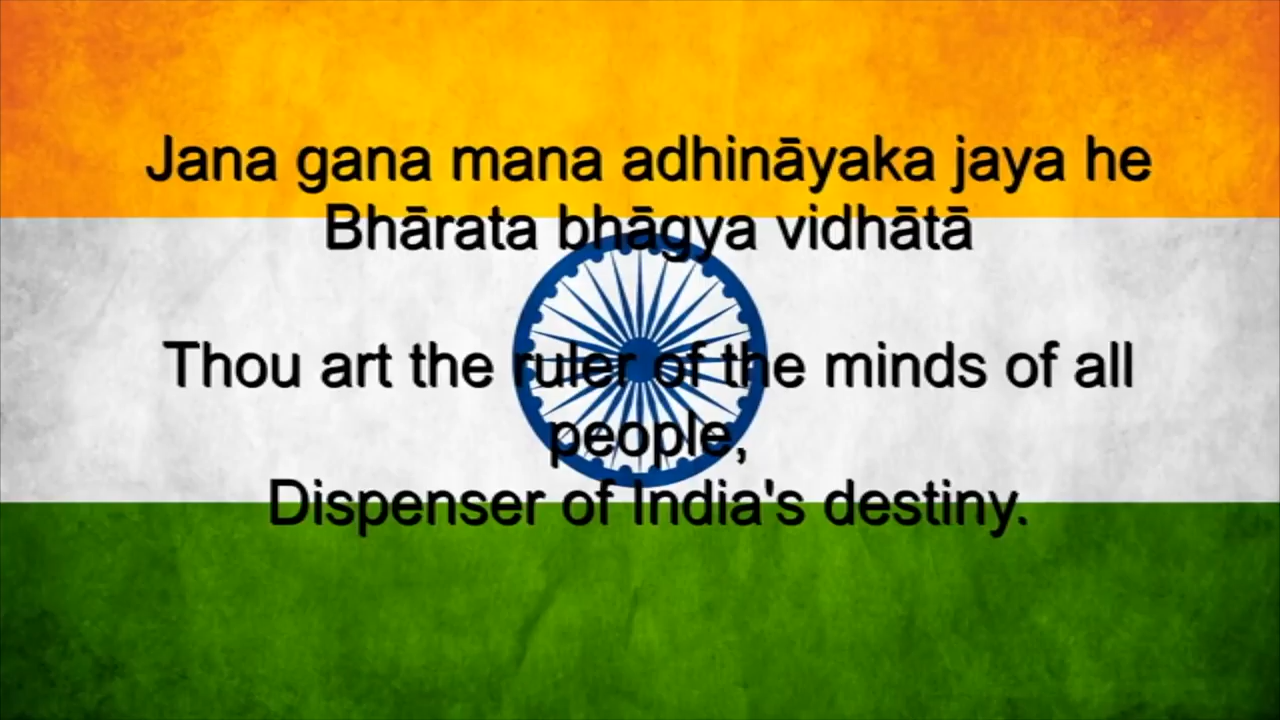 Jana gana mana adhināyaka jaya he
Bhārata bhāgya vidhātā
Thou art the ruler of the minds of all
people,
Dispenser of India's destiny.